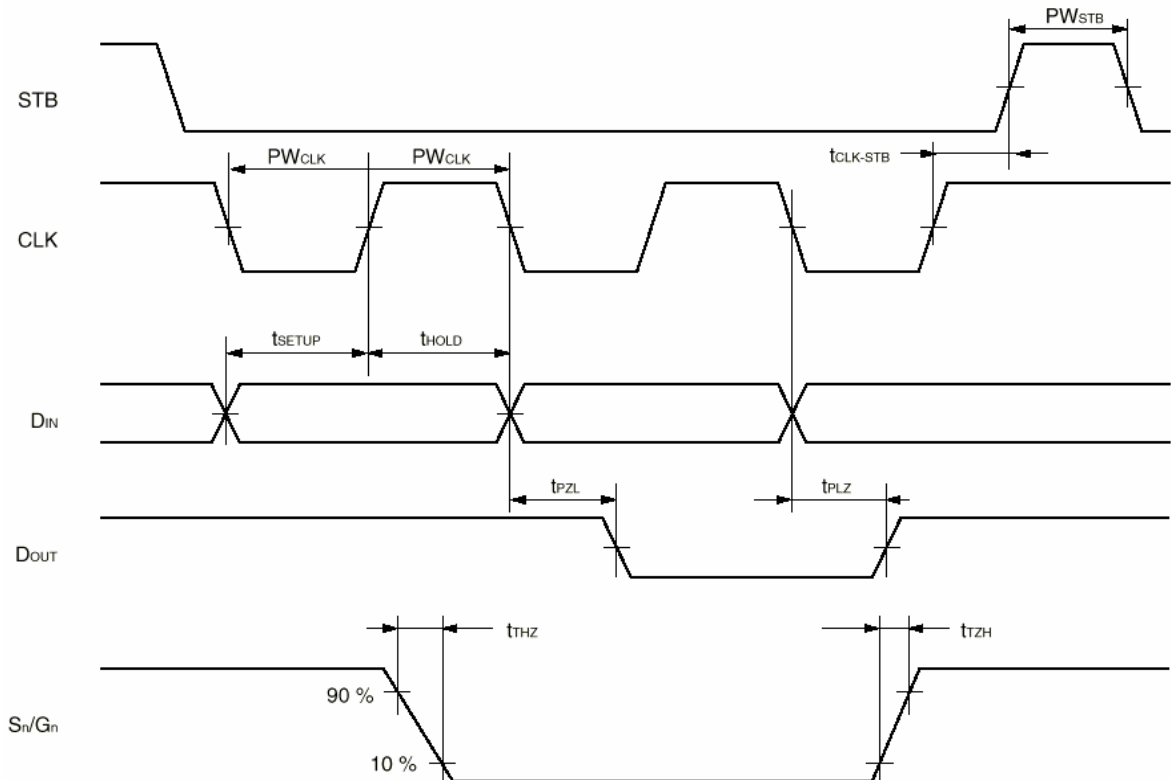 PWSTB
STB
tCLK-STB
PWCLK PWCLK
CLK
tSETUP tHOLD
DIN
tPZL tPLZ
DOUT
tTHZ tTZH
90 %
Sn/Gn
10 %